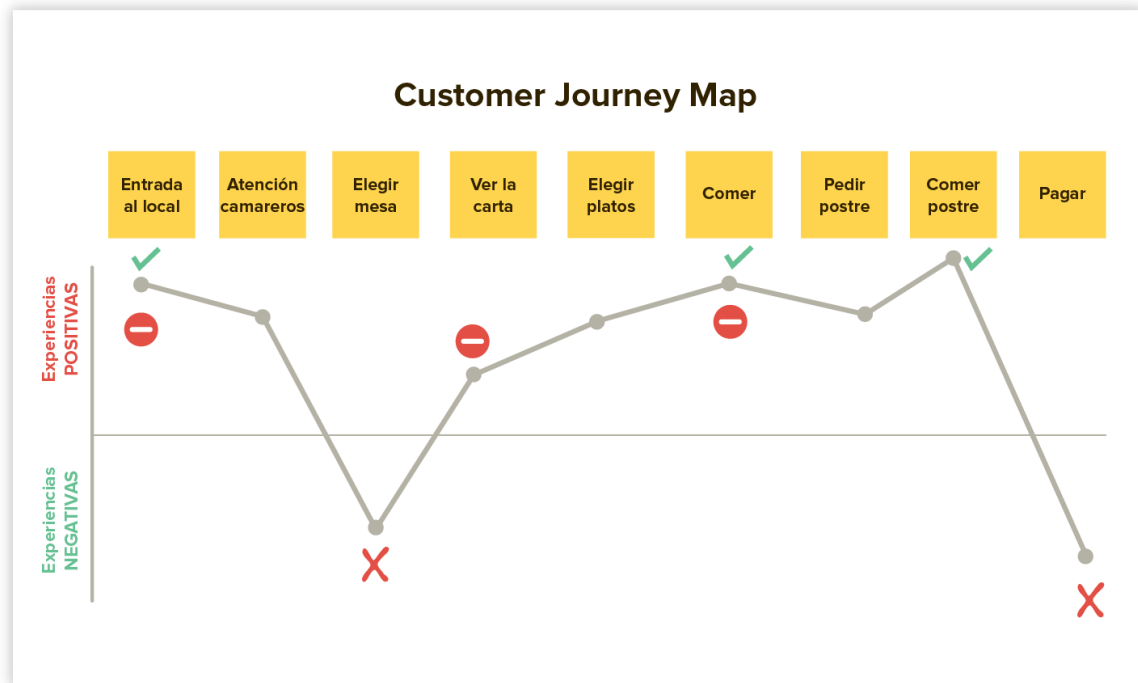 Customer Journey Map
Entrada
al local
Atención
camareros
Elegir
mesa
Ver la
carta
Elegir
platos
Comer
Pedir
postre
Comer
postre
Pagar
Experiencias
POSITIVAS
Experiencias
NEGATIVAS